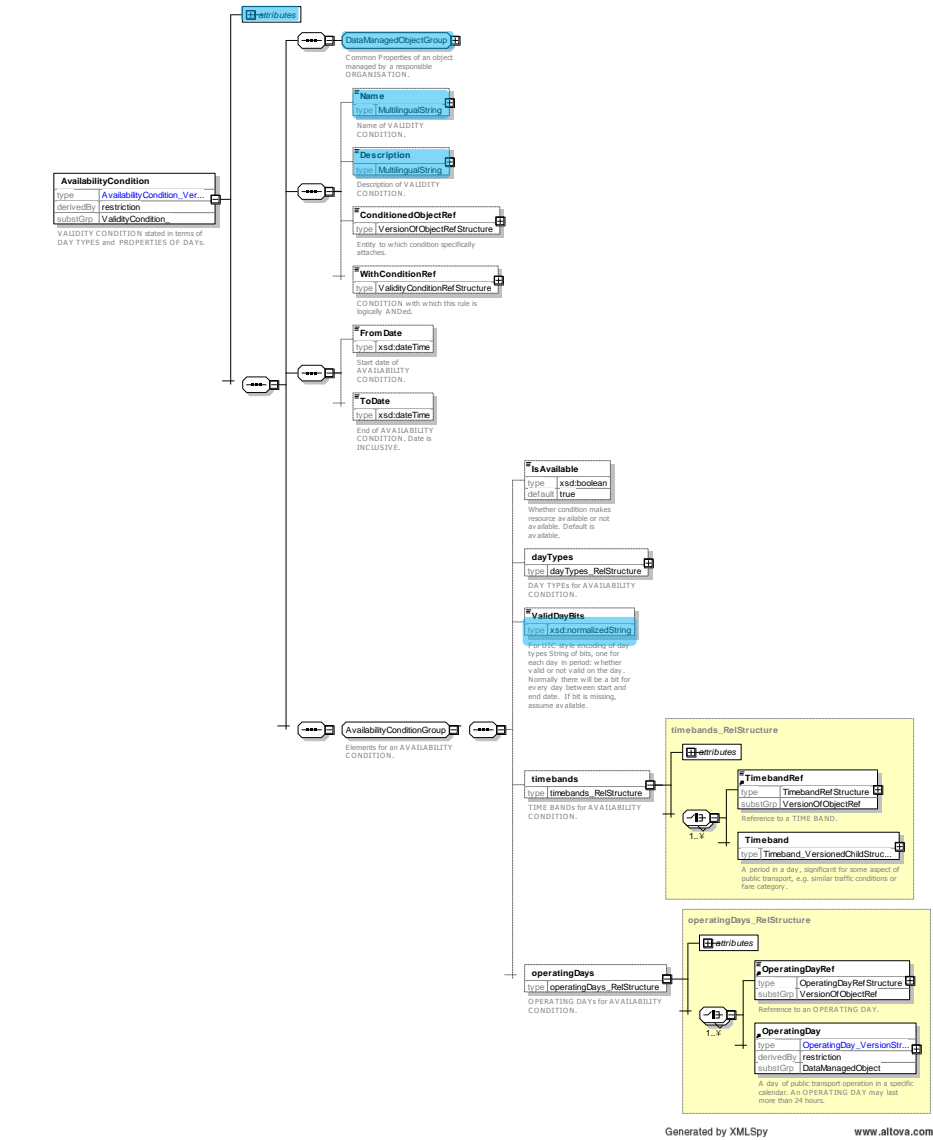 attributes
DataManagedObjectGroup
Common Properties of an object
managed by a responsible
ORGANISATION.
Name
type MultilingualString
Name of VALIDITY
CONDITION.
Description
type MultilingualString
Description of VALIDITY
CONDITION.
AvailabilityCondition
type AvailabilityCondition_Ver...
derivedBy restriction
substGrp ValidityCondition_
VALIDITY CONDITION stated in terms of
DAY TYPES and PROPERTIES OF DAYs.
ConditionedObjectRef
type VersionOfObjectRefStructure
Entity to which condition specifically
attaches.
WithConditionRef
type ValidityConditionRefStructure
CONDITION with which this rule is
logically ANDed.
FromDate
type xsd:dateTime
Start date of
AVAILABILITY
CONDITION.
ToDate
type xsd:dateTime
End of AVAILABILITY
CONDITION. Date is
INCLUSIVE.
IsAvailable
type xsd:boolean
default true
Whether condition makes
resource available or not
available. Default is
available.
dayTypes
type dayTypes_RelStructure
DAY TYPEs for AVAILABILITY
CONDITION.
ValidDayBits
type xsd:normalizedString
For UIC style encoding of day
types String of bits, one for
each day in period: whether
valid or not valid on the day.
Normally there will be a bit for
every day between start and
end date. If bit is missing,
assume available.
AvailabilityConditionGroup
Elements for an AVAILABILITY
CONDITION.
timebands_RelStructure
attributes
timebands
type timebands_RelStructure
TIME BANDs for AVAILABILITY
CONDITION.
TimebandRef
type TimebandRefStructure
substGrp VersionOfObjectRef
Reference to a TIME BAND.
1..¥
Timeband
type Timeband_VersionedChildStruc...
A period in a day, significant for some aspect of
public transport, e.g. similar traffic conditions or
fare category.
operatingDays_RelStructure
attributes
operatingDays
type operatingDays_RelStructure
OPERATING DAYs for AVAILABILITY
CONDITION.
OperatingDayRef
type OperatingDayRefStructure
substGrp VersionOfObjectRef
Reference to an OPERATING DAY.
1..¥
OperatingDay
type OperatingDay_VersionStr...
derivedBy restriction
substGrp DataManagedObject
A day of public transport operation in a specific
calendar. An OPERATING DAY may last
more than 24 hours.
Generated by XMLSpy www.altova.com